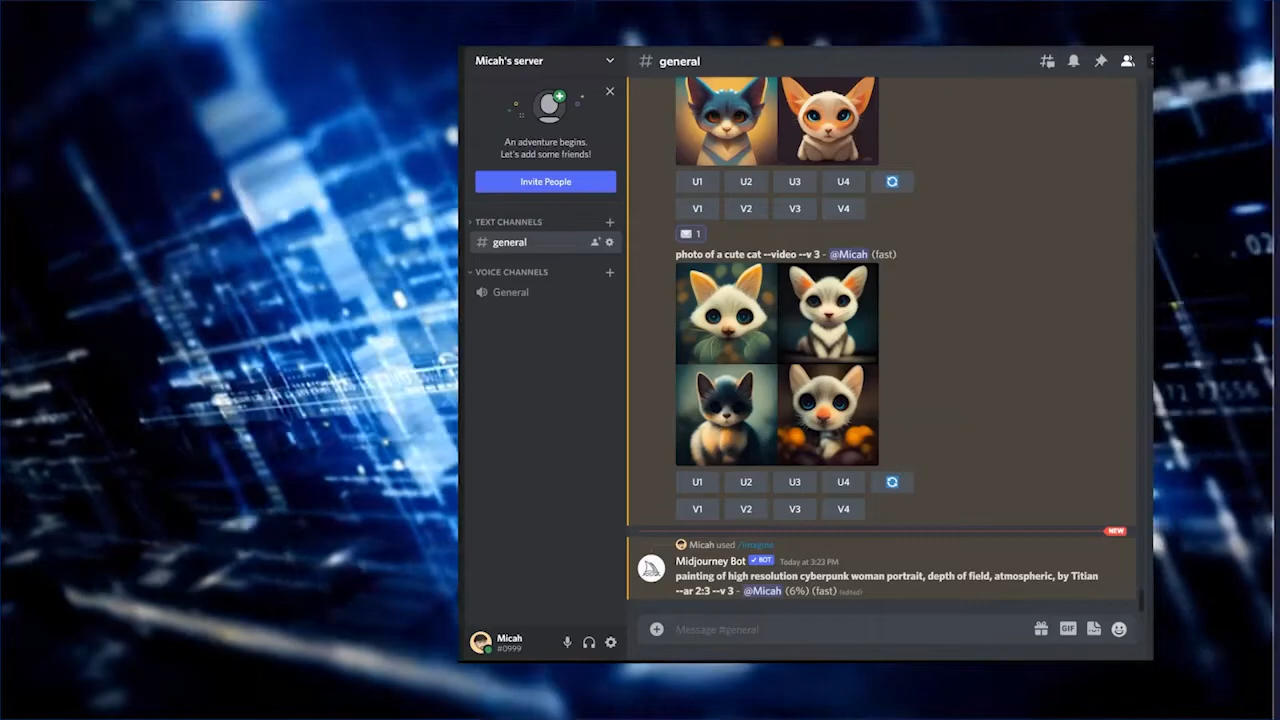 Micah's server
# general
An adventure begins.
Let's add some friends!
Invite People
TEXT CHANNELS
general
VOICE CHANNELS
General
Micah
#0999
U1 U2 U3 U4
V1 V2 V3 V4
1
photo of a cute cat --video --v 3 - @Micah (fast)
U1 U2 U3 U4
V1 V2 V3 V4
NEW
Micah used /imagine
Midjourney Bot ✓ BOT Today at 3:23 PM
painting of high resolution cyberpunk woman portrait, depth of field, atmospheric, by Titian
--ar 2:3 --v 3 - @Micah (6%) (fast) (edited)
Message #general
GIF